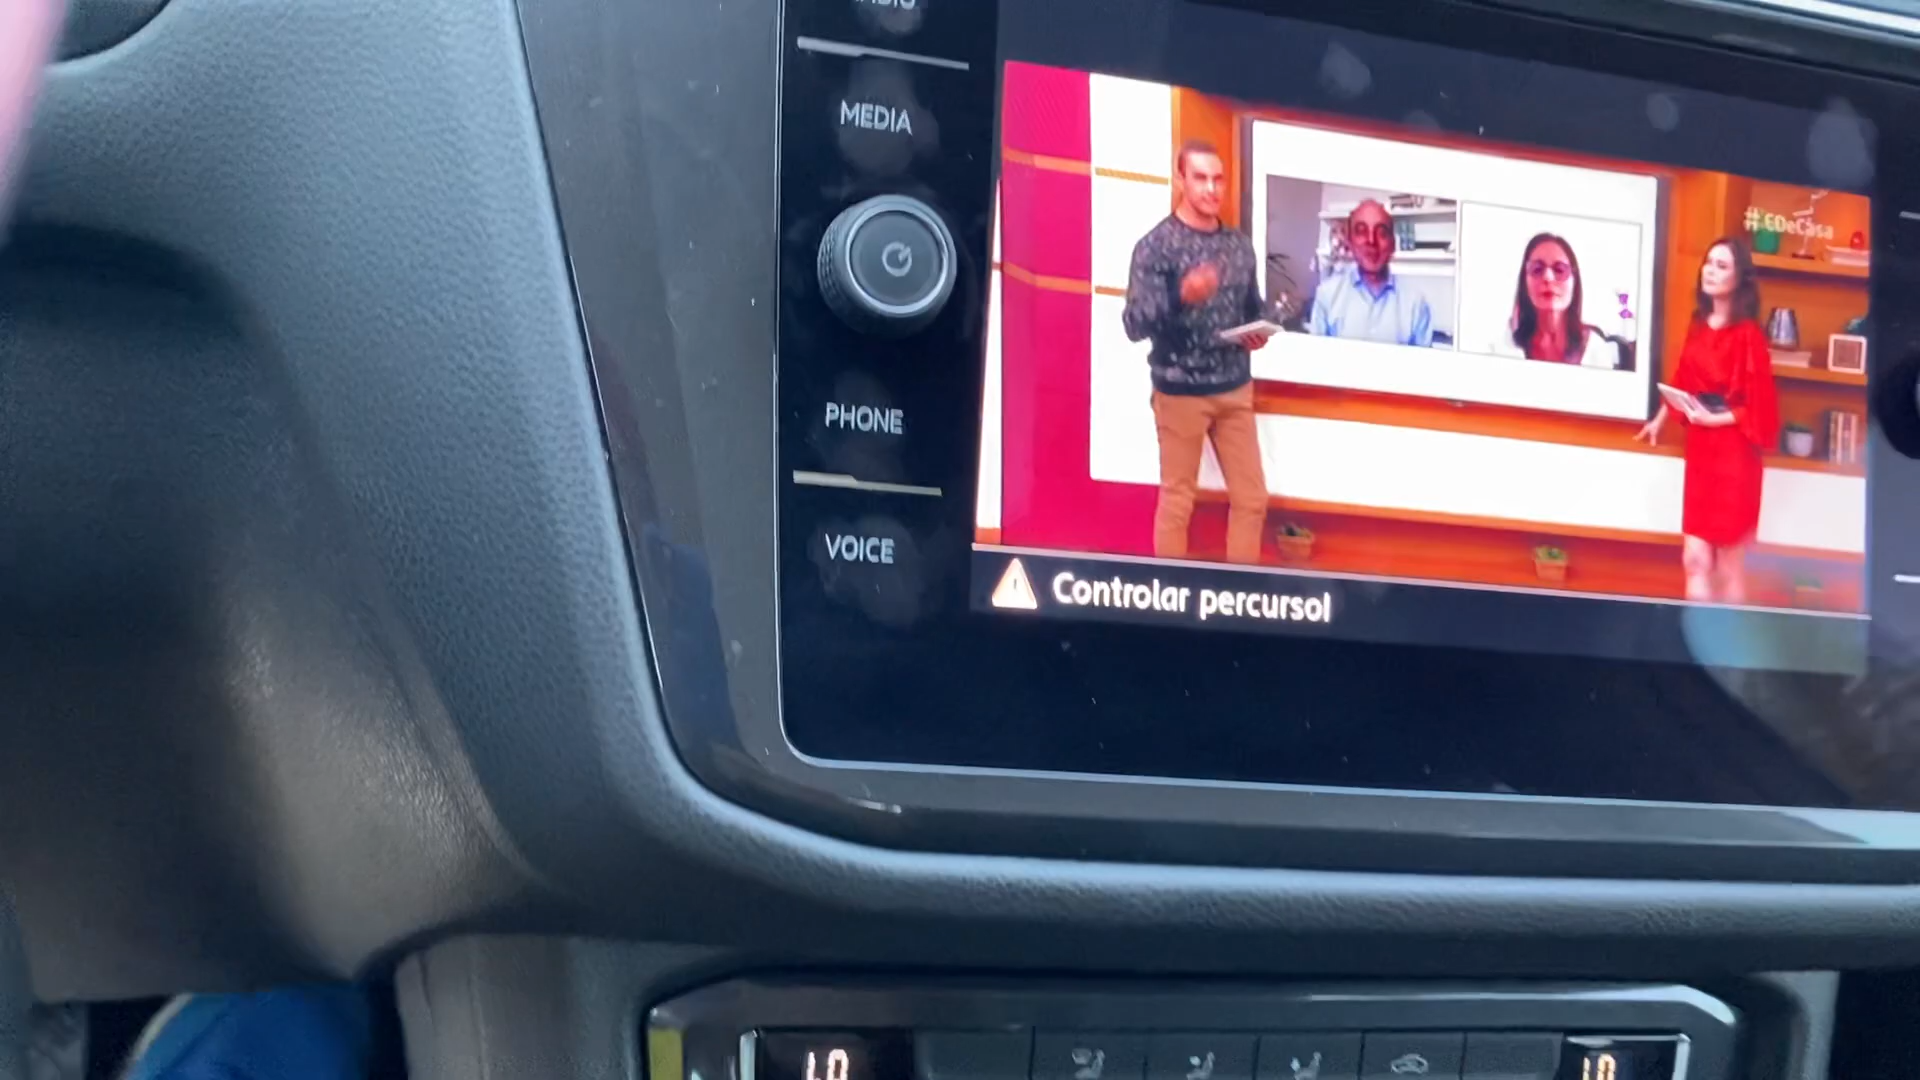 MEDIA
PHONE
VOICE
#ÉDeCasa
Controlar percurso!
LO
LO